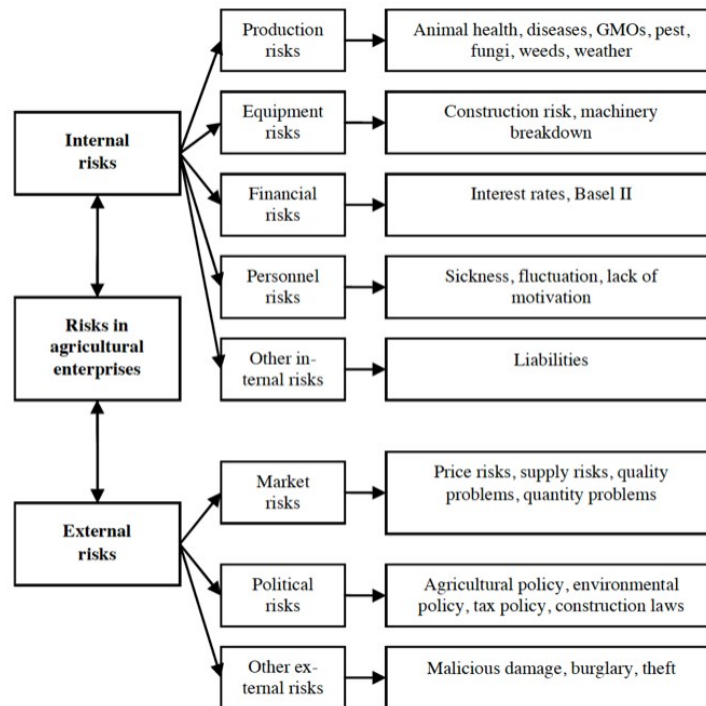 Production
risks
Animal health, diseases, GMOs, pest,
fungi, weeds, weather
Internal
risks
Equipment
risks
Construction risk, machinery
breakdown
Financial
risks
Interest rates, Basel II
Personnel
risks
Sickness, fluctuation, lack of
motivation
Risks in
agricultural
enterprises
Other in-
ternal risks
Liabilities
Market
risks
Price risks, supply risks, quality
problems, quantity problems
External
risks
Political
risks
Agricultural policy, environmental
policy, tax policy, construction laws
Other ex-
ternal risks
Malicious damage, burglary, theft